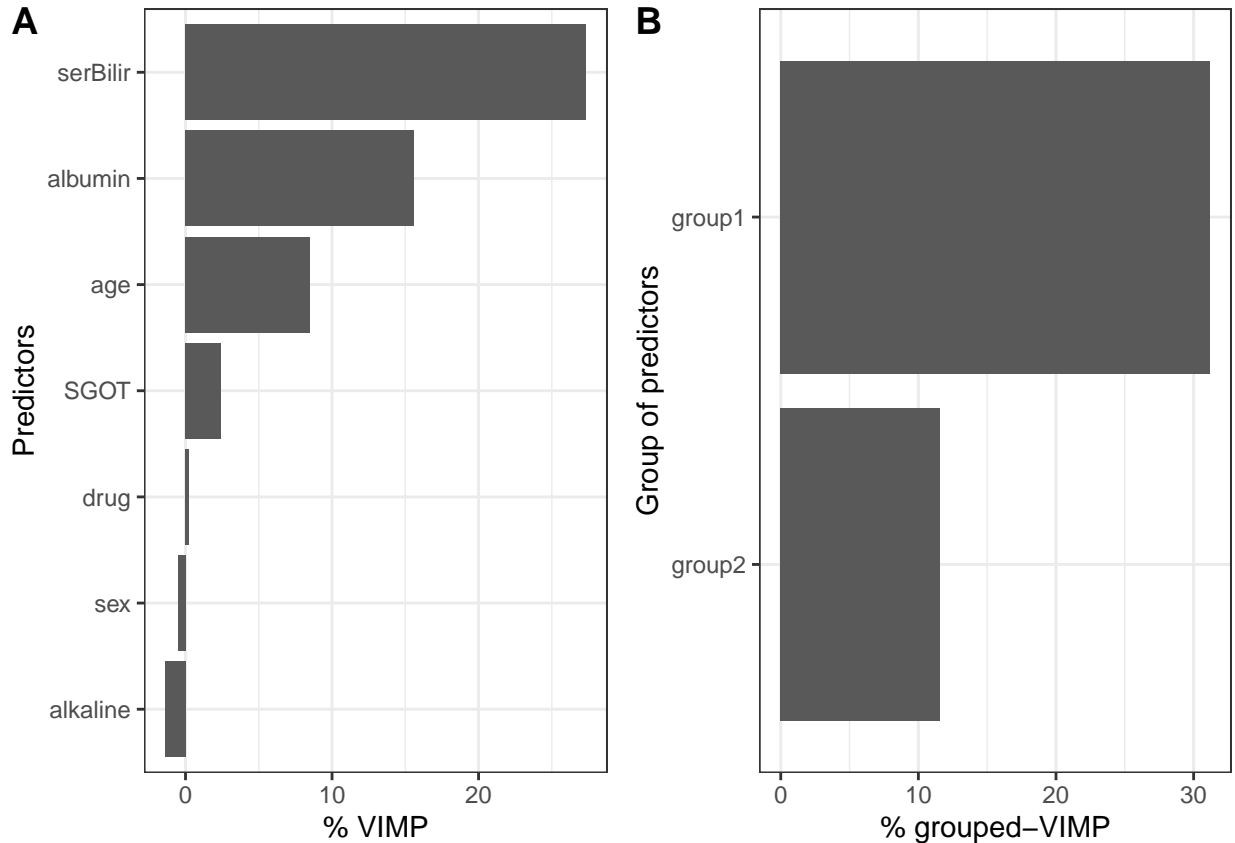 A
Predictors
serBilir
albumin
age
SGOT
drug
sex
alkaline
0
10
20
% VIMP
B
Group of predictors
group1
group2
0
10
20
30
% grouped−VIMP